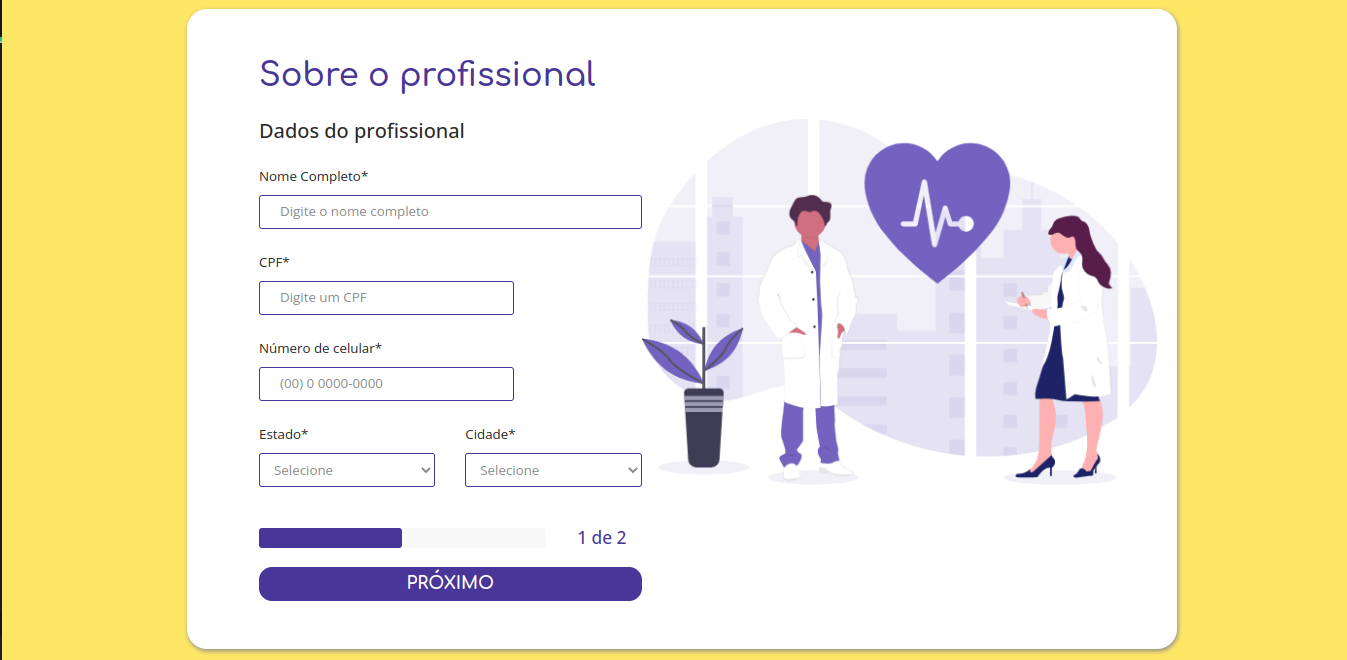 Sobre o profissional
Dados do profissional
Nome Completo*
Digite o nome completo
CPF*
Digite um CPF
Número de celular*
(00) 0 0000-0000
Estado* Cidade*
Selecione Selecione
1 de 2
PRÓXIMO